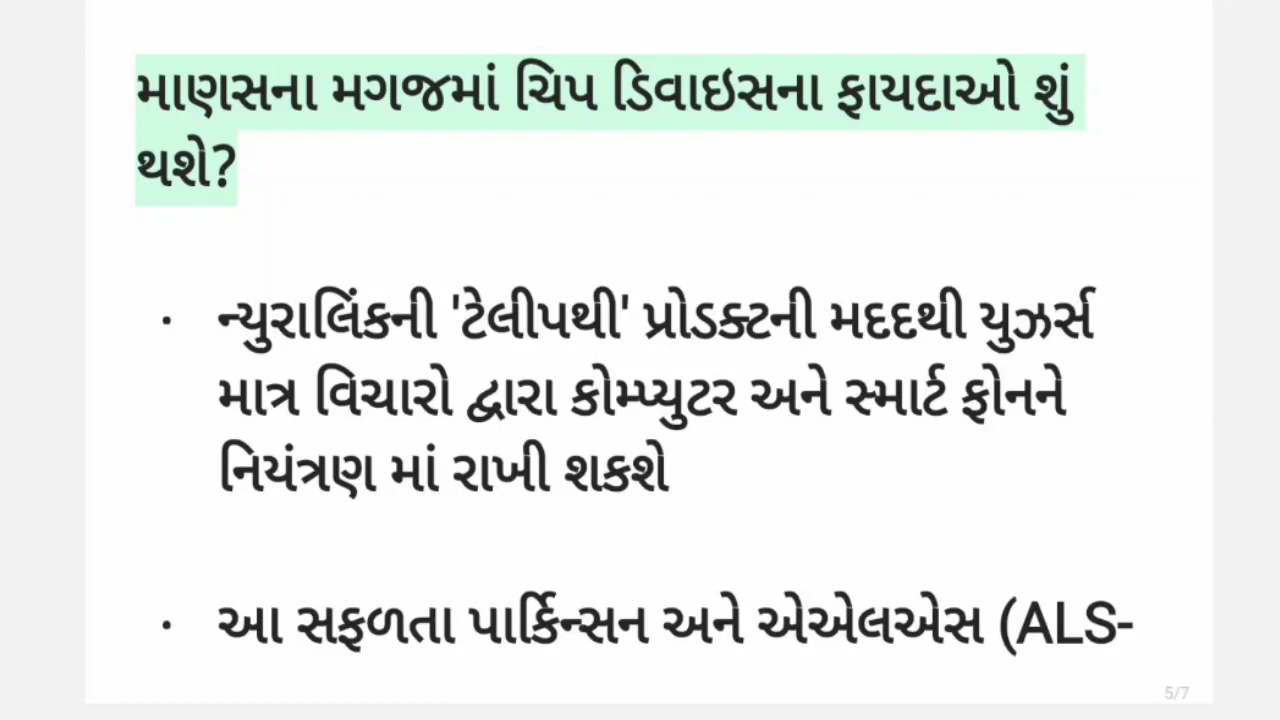 માણસના મગજમાં ચિપ ડિવાઇસના ફાયદાઓ શું
થશે?
· ન્યુરાલિંકની 'ટેલીપથી' પ્રોડક્ટની મદદથી યુઝર્સ
માત્ર વિચારો દ્વારા કોમ્પ્યુટર અને સ્માર્ટ ફોનને
નિયંત્રણ માં રાખી શકશે
· આ સફળતા પાર્કિન્સન અને એએલએસ (ALS-
5/7